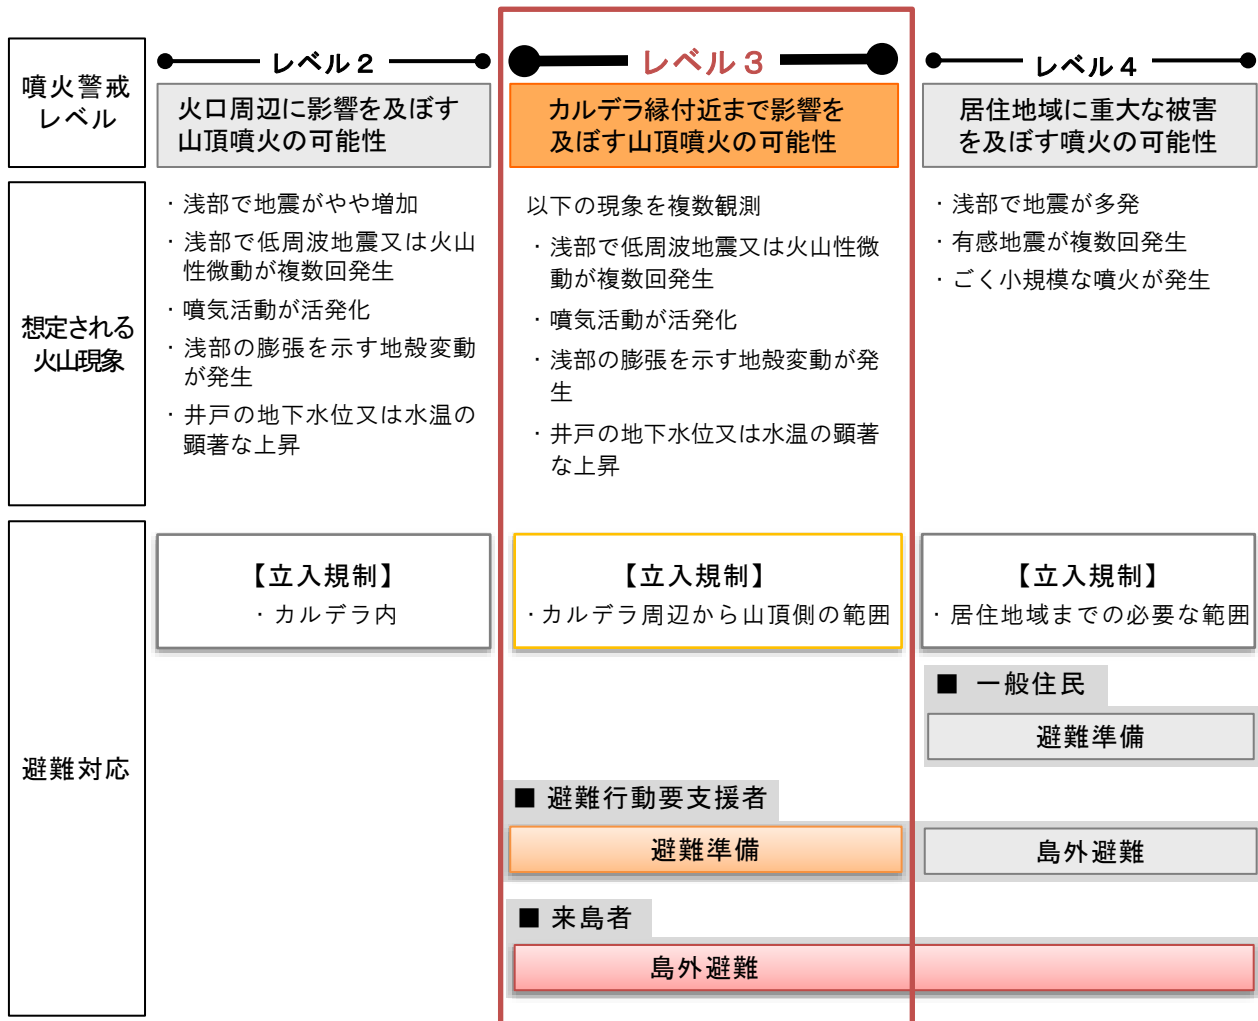 噴火警戒
レベル
レベル２
火口周辺に影響を及ぼす
山頂噴火の可能性
レベル３
カルデラ縁付近まで影響を
及ぼす山頂噴火の可能性
レベル４
居住地域に重大な被害
を及ぼす噴火の可能性
想定される
火山現象
・浅部で地震がやや増加
・浅部で低周波地震又は火山
性微動が複数回発生
・噴気活動が活発化
・浅部の膨張を示す地殻変動
が発生
・井戸の地下水位又は水温の
顕著な上昇
以下の現象を複数観測
・浅部で低周波地震又は火山性微
動が複数回発生
・噴気活動が活発化
・浅部の膨張を示す地殻変動が発
生
・井戸の地下水位又は水温の顕著
な上昇
・浅部で地震が多発
・有感地震が複数回発生
・ごく小規模な噴火が発生
避難対応
【立入規制】
・カルデラ内
【立入規制】
・カルデラ周辺から山頂側の範囲
【立入規制】
・居住地域までの必要な範囲
■ 一般住民
避難準備
■ 避難行動要支援者
避難準備
島外避難
■ 来島者
島外避難